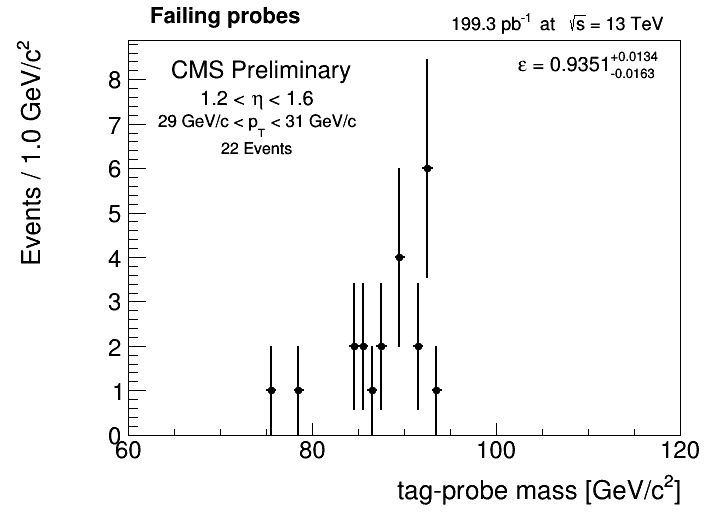 Failing probes
199.3 pb⁻¹ at √s = 13 TeV
CMS Preliminary
1.2 < η < 1.6
29 GeV/c < p_T < 31 GeV/c
22 Events
ε = 0.9351 +0.0134 -0.0163
Events / 1.0 GeV/c²
8
7
6
5
4
3
2
1
0
60 80 100 120
tag-probe mass [GeV/c²]